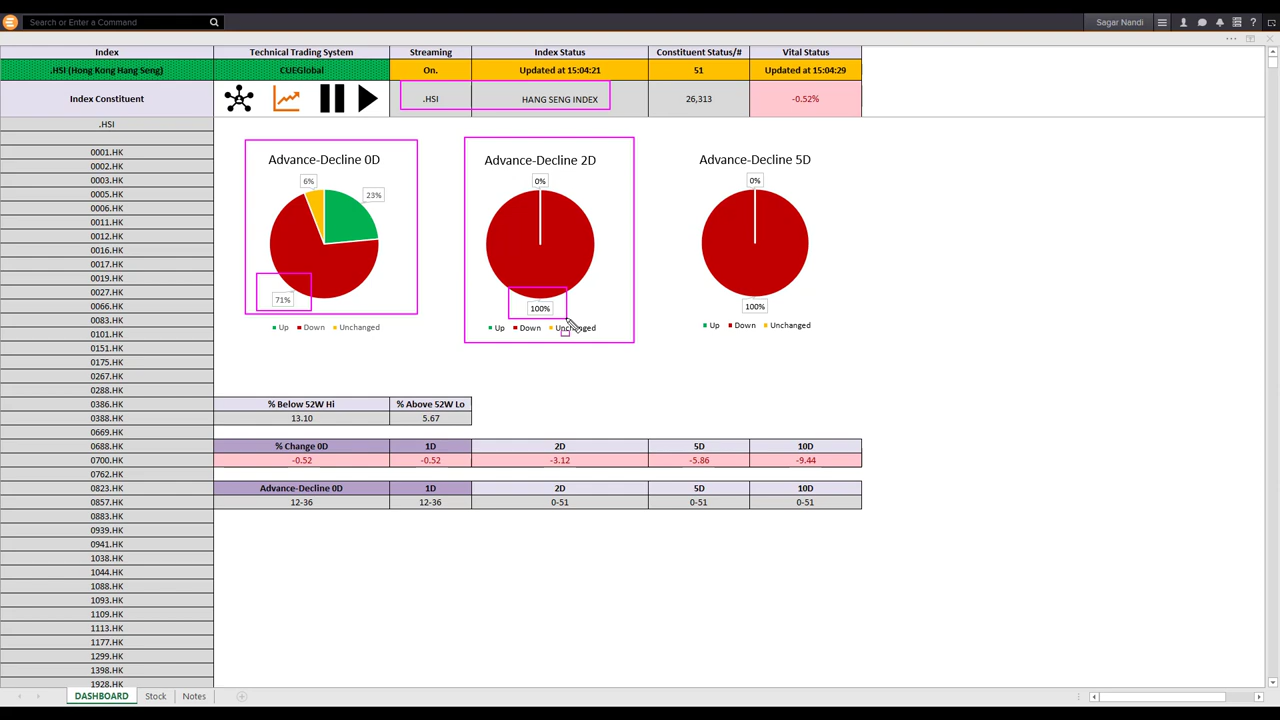 Search or Enter a Command
Sagar Nandi
Index Technical Trading System Streaming Index Status Constituent Status/# Vital Status
.HSI (Hong Kong Hang Seng) CUEGlobal On. Updated at 15:04:21 51 Updated at 15:04:29
Index Constituent .HSI HANG SENG INDEX 26,313 -0.52%
.HSI
0001.HK
0002.HK
0003.HK
0005.HK
0006.HK
0011.HK
0012.HK
0016.HK
0017.HK
0019.HK
0027.HK
0066.HK
0083.HK
0101.HK
0151.HK
0175.HK
0267.HK
0288.HK
0386.HK
0388.HK
0669.HK
0688.HK
0700.HK
0762.HK
0823.HK
0857.HK
0883.HK
0939.HK
0941.HK
1038.HK
1044.HK
1088.HK
1093.HK
1109.HK
1113.HK
1177.HK
1299.HK
1398.HK
1928.HK
Advance-Decline 0D
6%
23%
71%
Up Down Unchanged
Advance-Decline 2D
0%
100%
Up Down Unchanged
Advance-Decline 5D
0%
100%
Up Down Unchanged
% Below 52W Hi % Above 52W Lo
13.10 5.67
% Change 0D 1D 2D 5D 10D
-0.52 -0.52 -3.12 -5.86 -9.44
Advance-Decline 0D 1D 2D 5D 10D
12-36 12-36 0-51 0-51 0-51
DASHBOARD Stock Notes